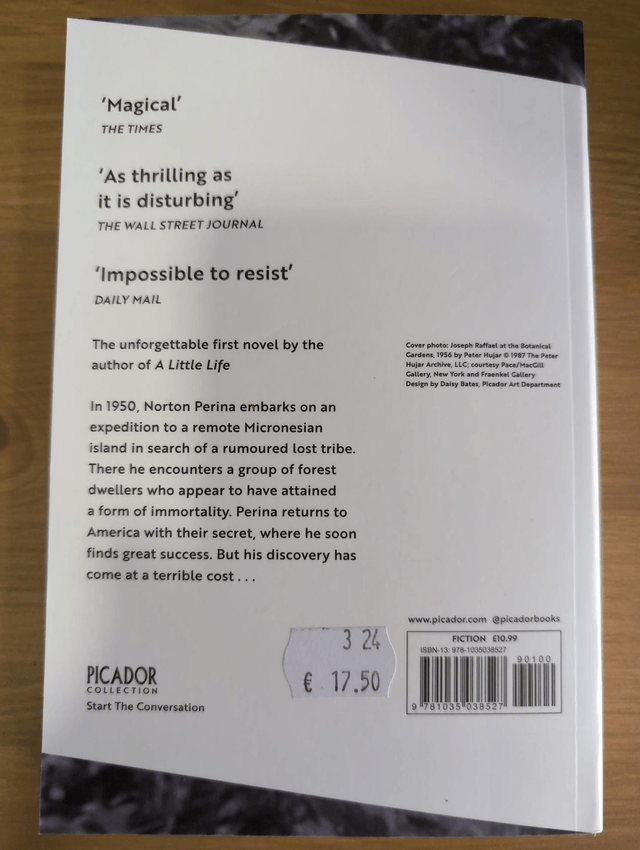 ‘Magical’
THE TIMES
‘As thrilling as
it is disturbing’
THE WALL STREET JOURNAL
‘Impossible to resist’
DAILY MAIL
The unforgettable first novel by the
author of A Little Life
In 1950, Norton Perina embarks on an
expedition to a remote Micronesian
island in search of a rumoured lost tribe.
There he encounters a group of forest
dwellers who appear to have attained
a form of immortality. Perina returns to
America with their secret, where he soon
finds great success. But his discovery has
come at a terrible cost . . .
Cover photo: Joseph Raffael at the Botanical
Gardens, 1956 by Peter Hujar © 1987 The Peter
Hujar Archive, LLC; courtesy Pace/MacGill
Gallery, New York and Fraenkel Gallery
Design by Daisy Bates, Picador Art Department
PICADOR
COLLECTION
Start The Conversation
3 24
€ 17.50
www.picador.com @picadorbooks
FICTION £10.99
ISBN-13: 978-1035038527
90100
9 781035 038527